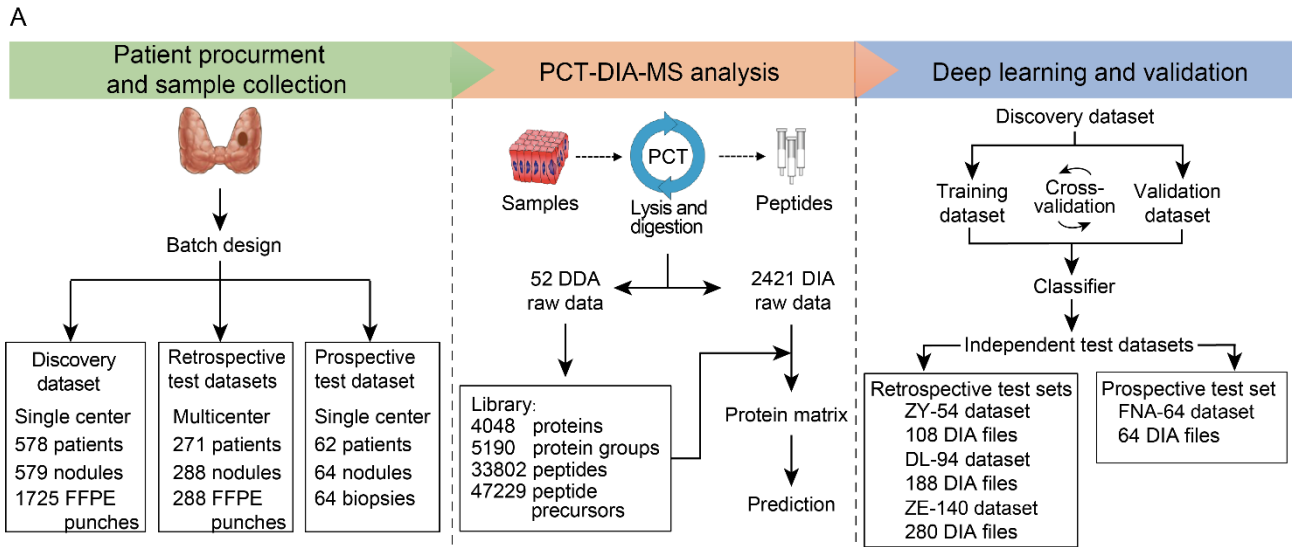 A
Patient procurment
and sample collection
PCT-DIA-MS analysis
Deep learning and validation
Batch design
Discovery
dataset
Single center
578 patients
579 nodules
1725 FFPE
punches
Retrospective
test datasets
Multicenter
271 patients
288 nodules
288 FFPE
punches
Prospective
test dataset
Single center
62 patients
64 nodules
64 biopsies
Samples
PCT
Lysis and
digestion
Peptides
52 DDA
raw data
2421 DIA
raw data
Library:
4048 proteins
5190 protein groups
33802 peptides
47229 peptide
precursors
Protein matrix
Prediction
Discovery dataset
Training
dataset
Cross-
validation
Validation
dataset
Classifier
Independent test datasets
Retrospective test sets
ZY-54 dataset
108 DIA files
DL-94 dataset
188 DIA files
ZE-140 dataset
280 DIA files
Prospective test set
FNA-64 dataset
64 DIA files